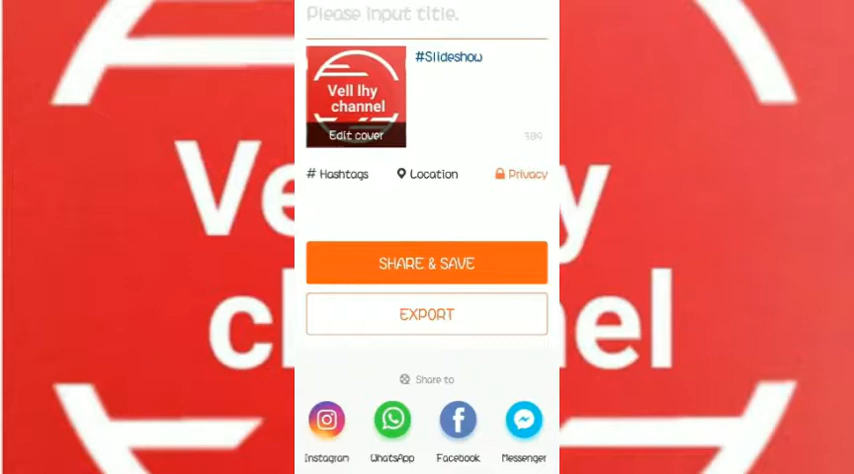 Please input title.
#Slideshow
Vell lhy
channel
Edit cover
# Hashtags
Location
Privacy
SHARE & SAVE
EXPORT
Share to
Instagram
WhatsApp
Facebook
Messenger